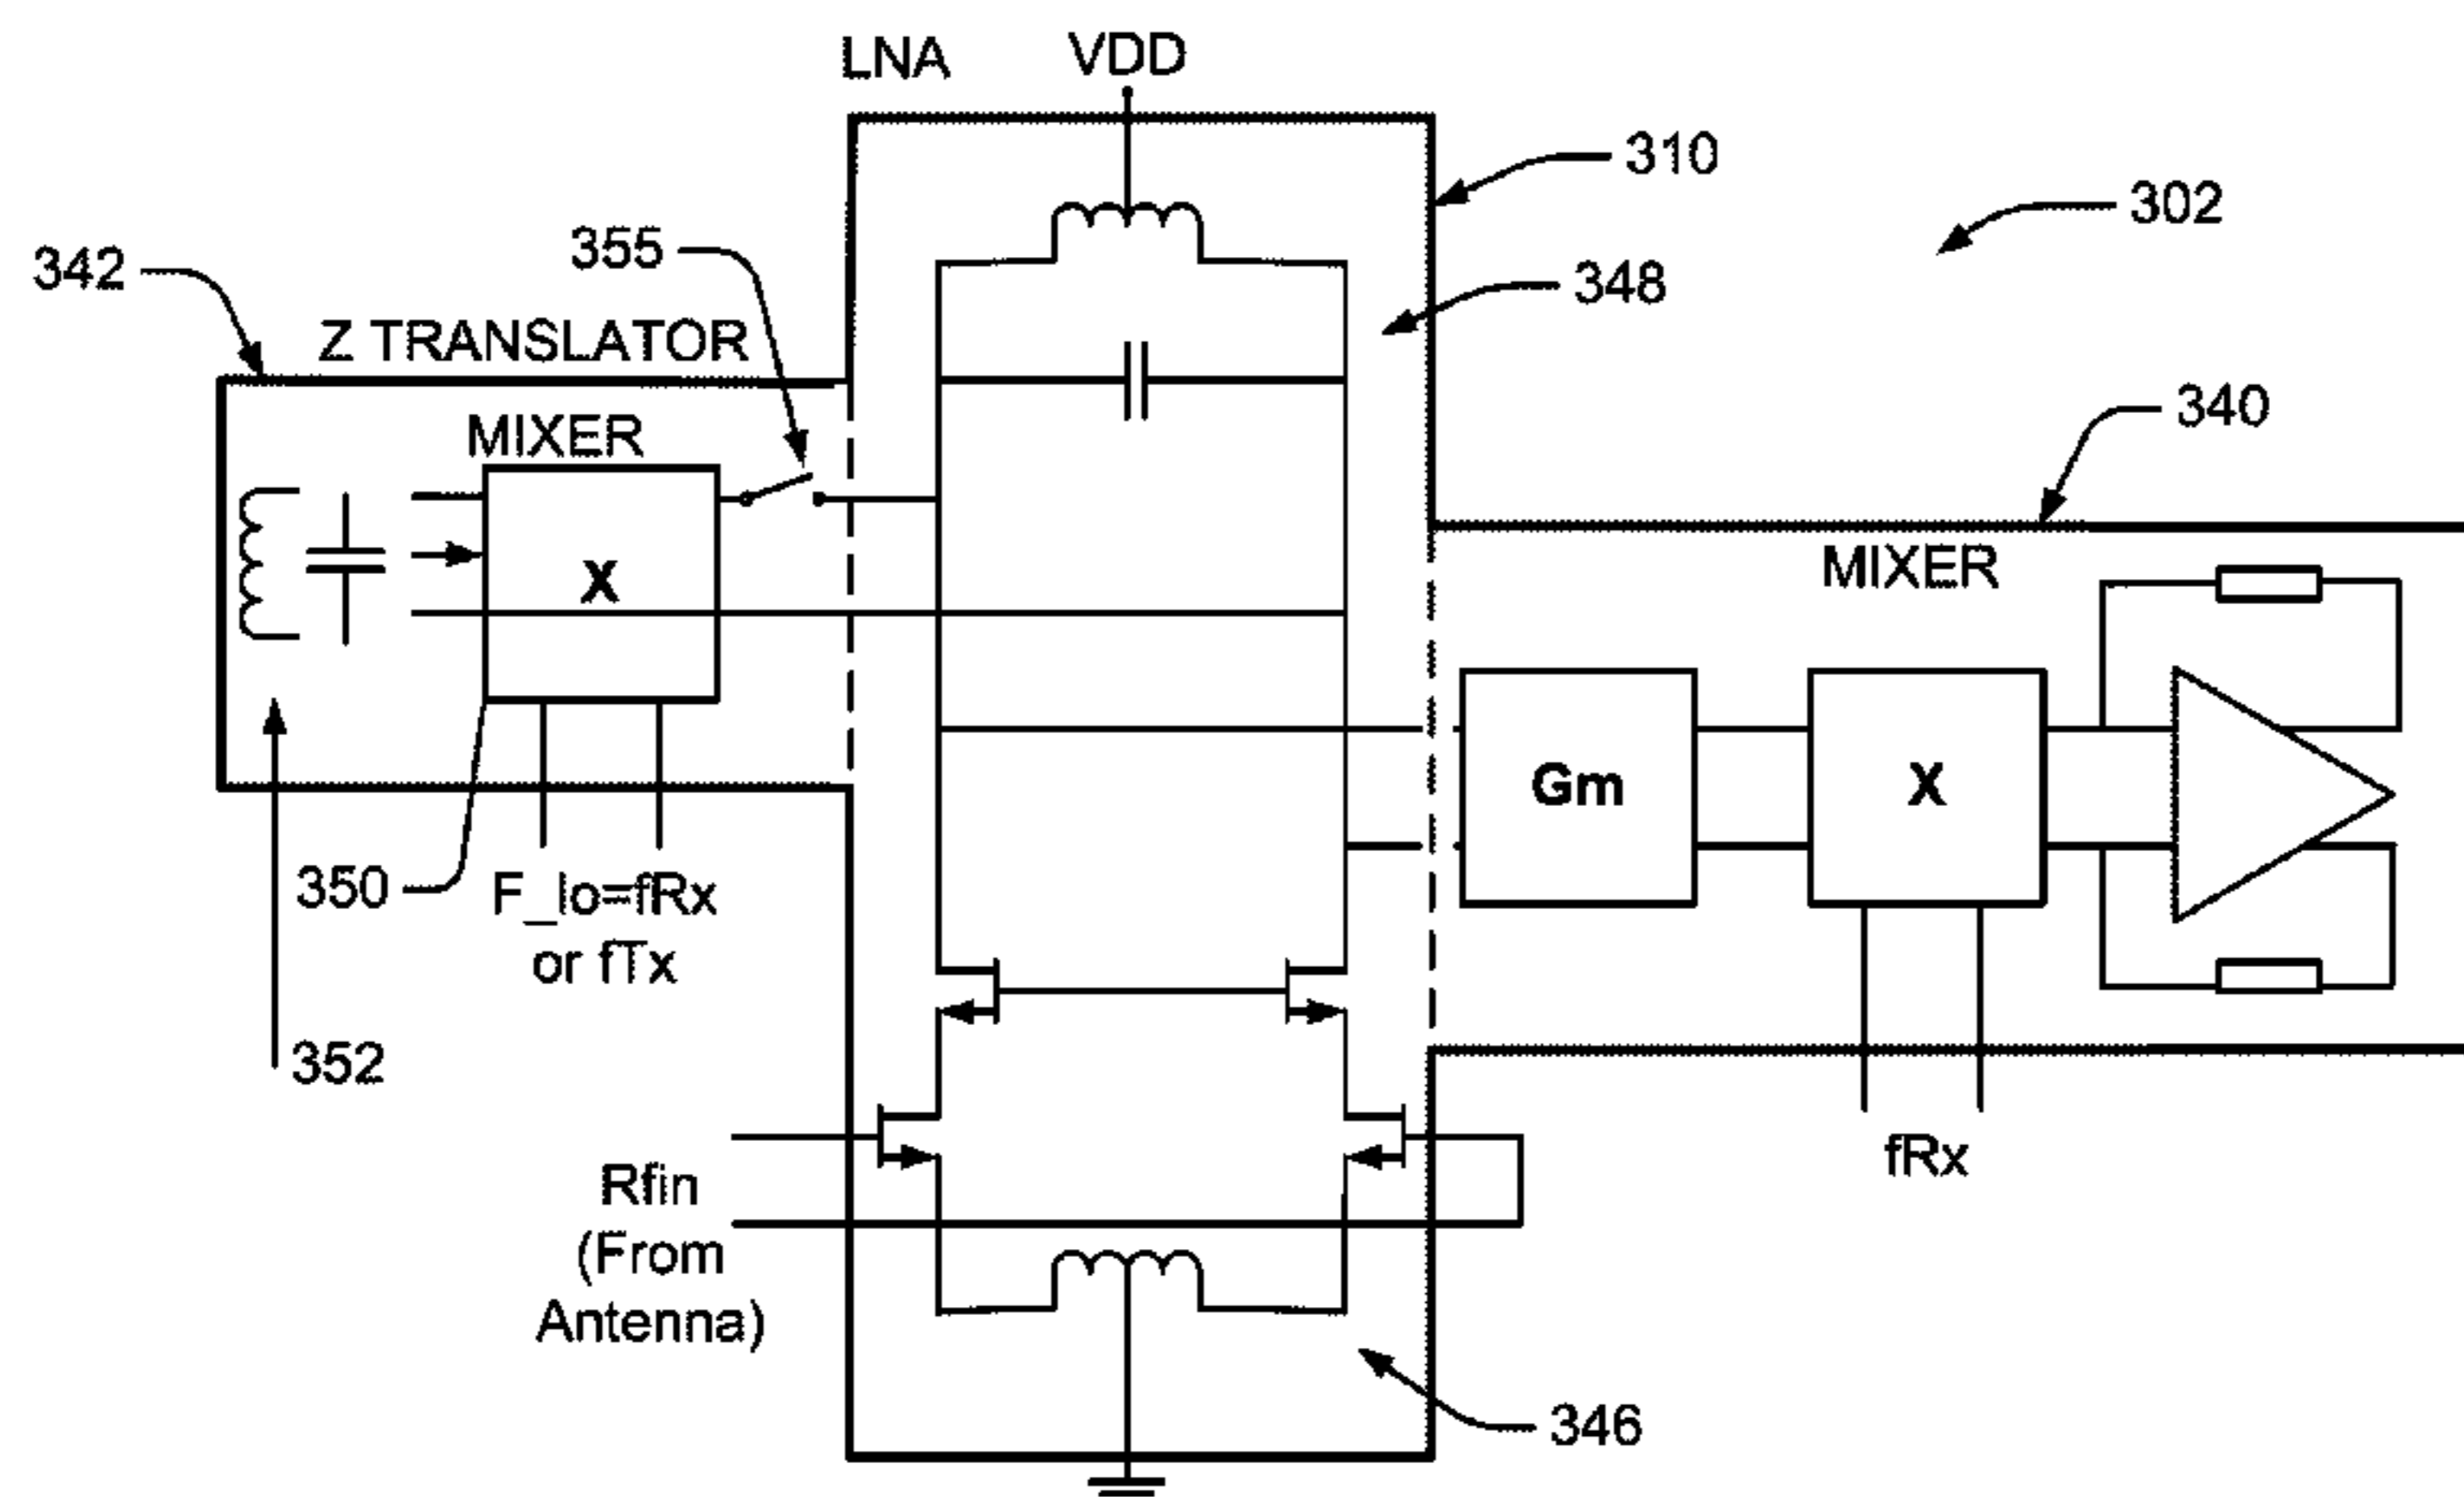 LNA
VDD
310
302
355
342
348
Z TRANSLATOR
340
MIXER
MIXER
X
Gm
X
350
F_lo=fRx
or fTx
352
fRx
Rfin
(From
Antenna)
346